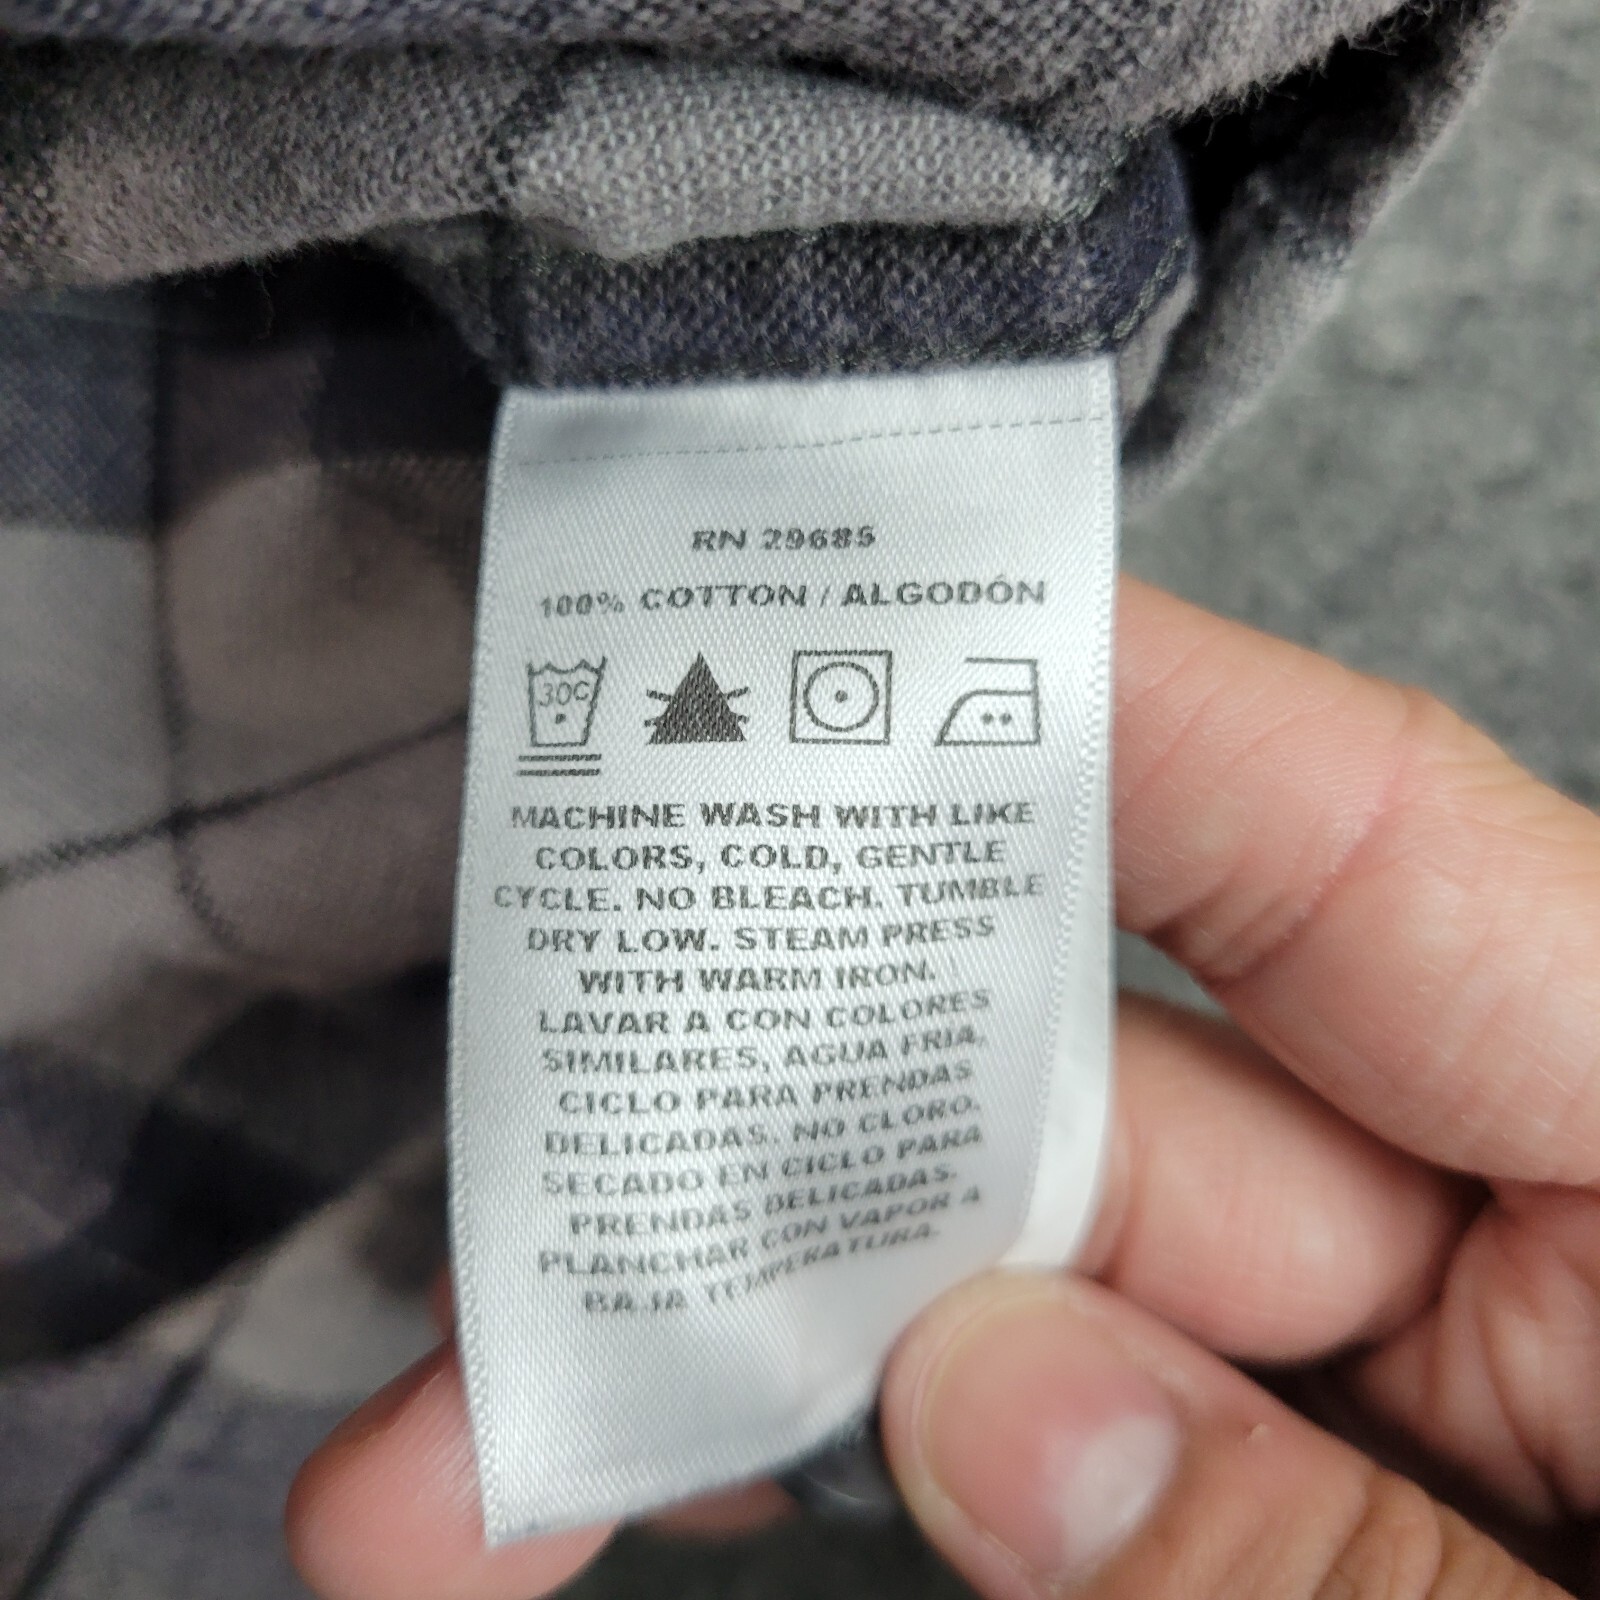 RN 29685
100% COTTON / ALGODÓN
30C
MACHINE WASH WITH LIKE
COLORS, COLD, GENTLE
CYCLE. NO BLEACH. TUMBLE
DRY LOW. STEAM PRESS
WITH WARM IRON.
LAVAR A CON COLORES
SIMILARES, AGUA FRIA.
CICLO PARA PRENDAS
DELICADAS. NO CLORO.
SECADO EN CICLO PARA
PRENDAS DELICADAS.
PLANCHAR CON VAPOR A
BAJA TEMPERATURA.